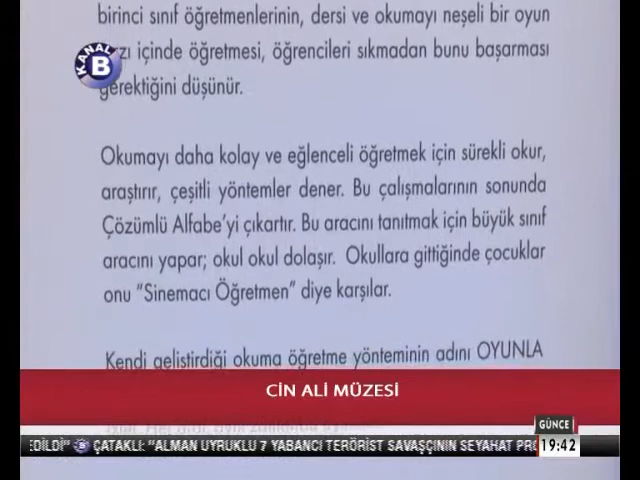 birinci sınıf öğretmenlerinin, dersi ve okumayı neşeli bir oyun
içinde öğretmesi, öğrencileri sıkmadan bunu başarması
gerektiğini düşünür.
KANAL B
Okumayı daha kolay ve eğlenceli öğretmek için sürekli okur,
araştırır, çeşitli yöntemler dener. Bu çalışmalarının sonunda
Çözümlü Alfabe'yi çıkartır. Bu aracını tanıtmak için büyük sınıf
aracını yapar; okul okul dolaşır. Okullara gittiğinde çocuklar
onu "Sinemacı Öğretmen" diye karşılar.
Kendi geliştirdiği okuma öğretme yönteminin adını OYUNLA
CİN ALİ MÜZESİ
GÜNCE
EDİLDİ" B ÇATAKLI: "ALMAN UYRUKLU 7 YABANCI TERÖRİST SAVAŞÇININ SEYAHAT 19:42